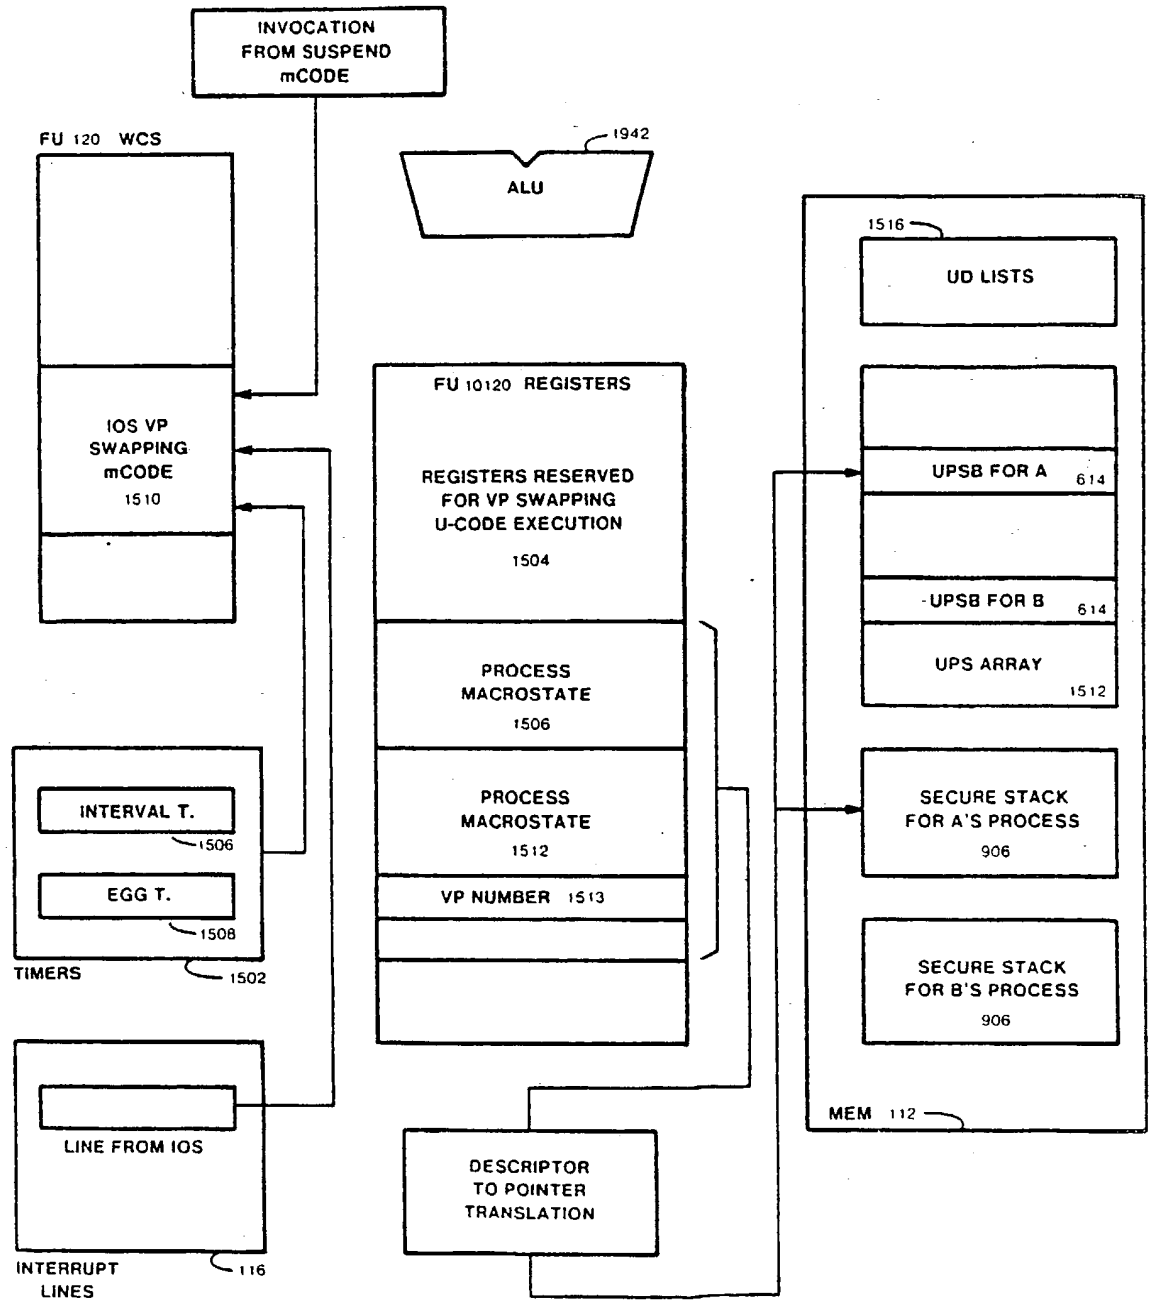 INVOCATION
FROM SUSPEND
mCODE
FU 120 WCS
1942
ALU
1516
UD LISTS
FU 10120 REGISTERS
IOS VP
SWAPPING
mCODE
1510
REGISTERS RESERVED
FOR VP SWAPPING
U-CODE EXECUTION
1504
UPSB FOR A 614
UPSB FOR B 614
UPS ARRAY
1512
PROCESS
MACROSTATE
1506
PROCESS
MACROSTATE
1512
VP NUMBER 1513
INTERVAL T.
1506
EGG T.
1508
TIMERS
1502
SECURE STACK
FOR A'S PROCESS
906
SECURE STACK
FOR B'S PROCESS
906
MEM 112
LINE FROM IOS
INTERRUPT
LINES
116
DESCRIPTOR
TO POINTER
TRANSLATION